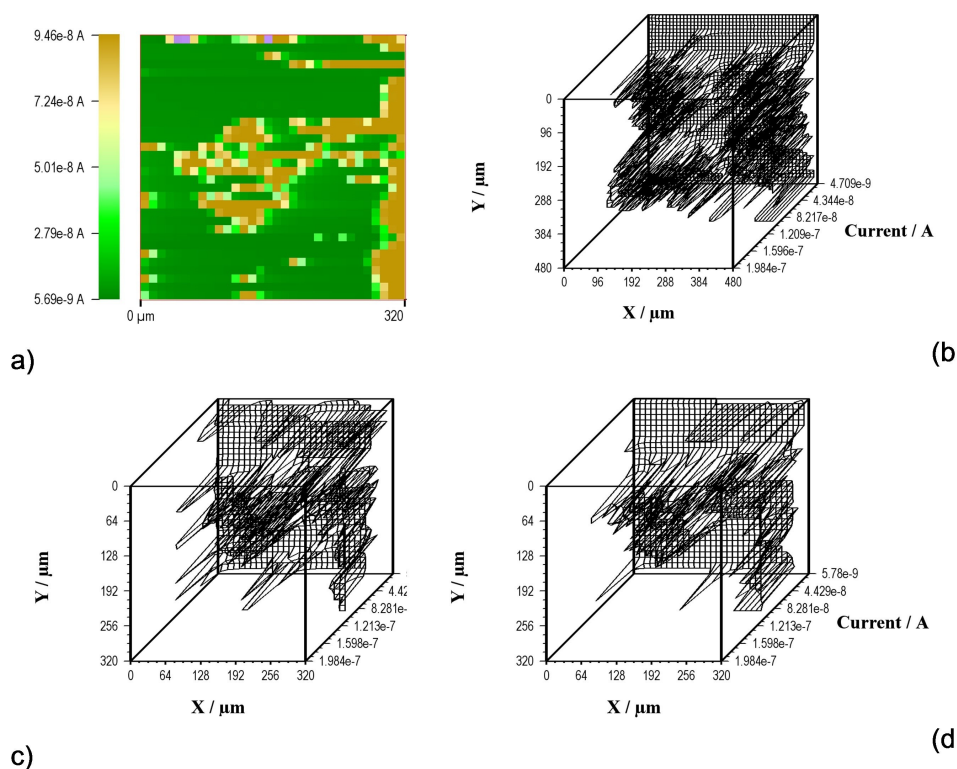 a)
9.46e-8 A
7.24e-8 A
5.01e-8 A
2.79e-8 A
5.69e-9 A
0 µm
320
(b
0
96
192
288
384
480
Y / µm
0 96 192 288 384 480
X / µm
4.709e-9
4.344e-8
8.217e-8
1.209e-7
1.596e-7
1.984e-7
Current / A
c)
0
64
128
192
256
320
Y / µm
0 64 128 192 256 320
X / µm
4.42
8.281e-
1.213e-7
1.598e-7
1.984e-7
(d
0
64
128
192
256
320
Y / µm
0 64 128 192 256 320
X / µm
5.78e-9
4.429e-8
8.281e-8
1.213e-7
1.598e-7
1.984e-7
Current / A